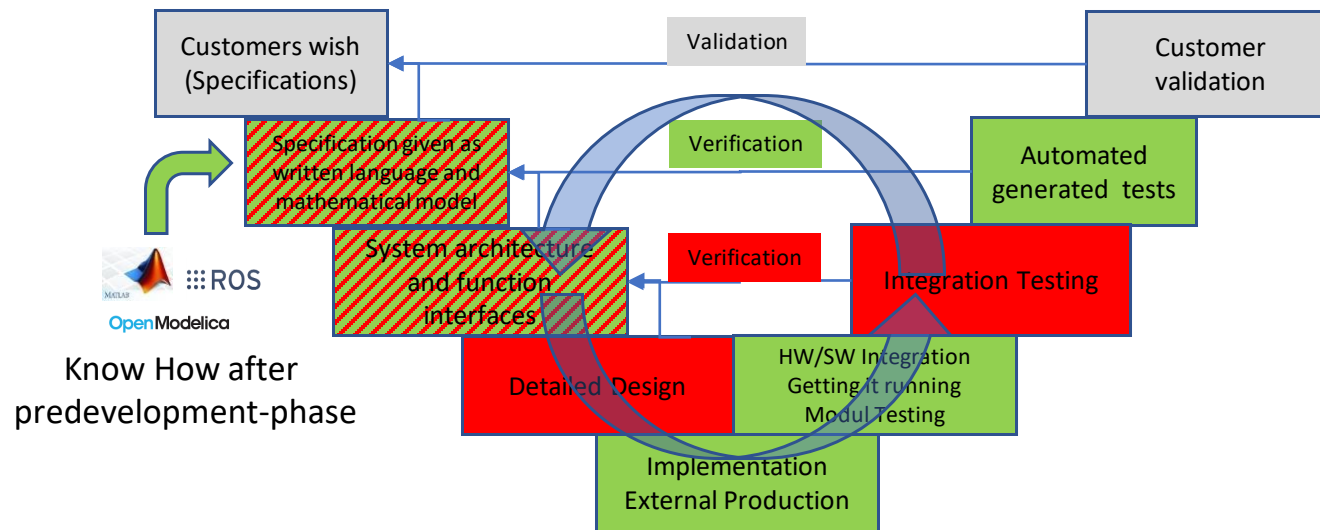 Customers wish
(Specifications)
Validation
Customer
validation
Specification given as
written language and
mathematical model
Verification
Automated
generated tests
System architecture
and function
interfaces
Verification
Integration Testing
MATLAB
ROS
OpenModelica
Know How after
predevelopment-phase
Detailed Design
HW/SW Integration
Getting it running
Modul Testing
Implementation
External Production